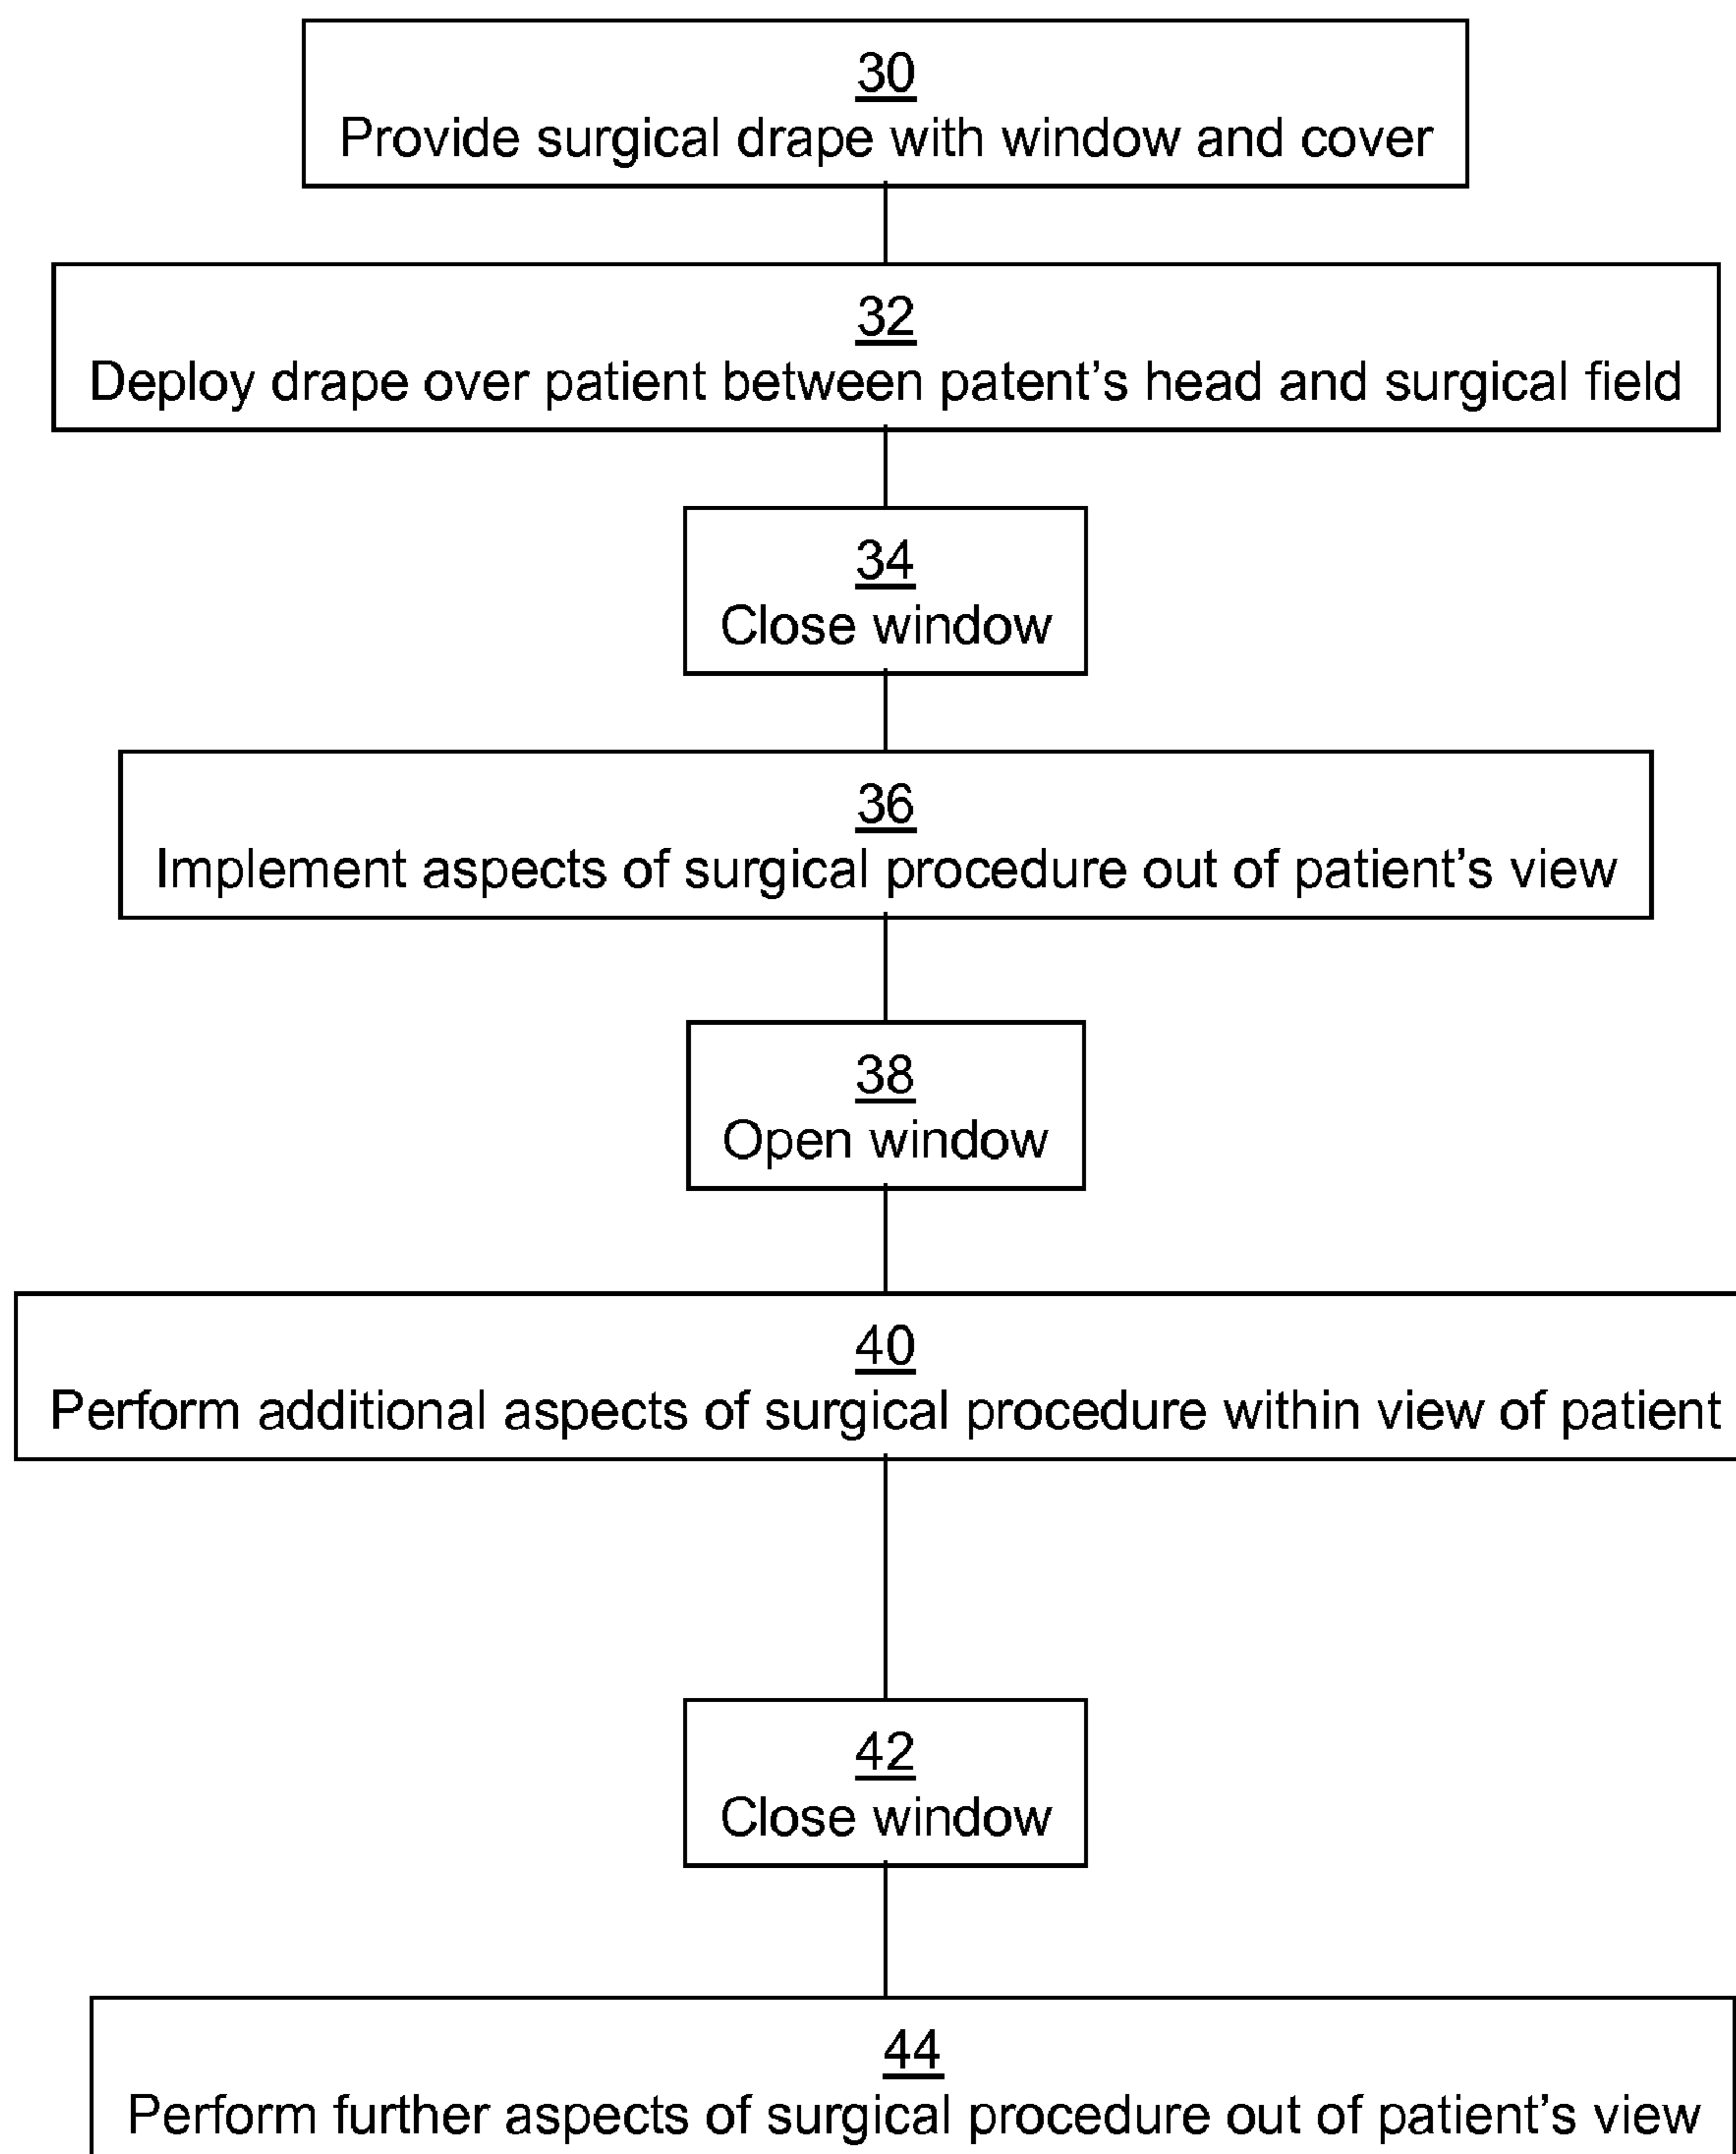 30
Provide surgical drape with window and cover
32
Deploy drape over patient between patent's head and surgical field
34
Close window
36
Implement aspects of surgical procedure out of patient's view
38
Open window
40
Perform additional aspects of surgical procedure within view of patient
42
Close window
44
Perform further aspects of surgical procedure out of patient's view